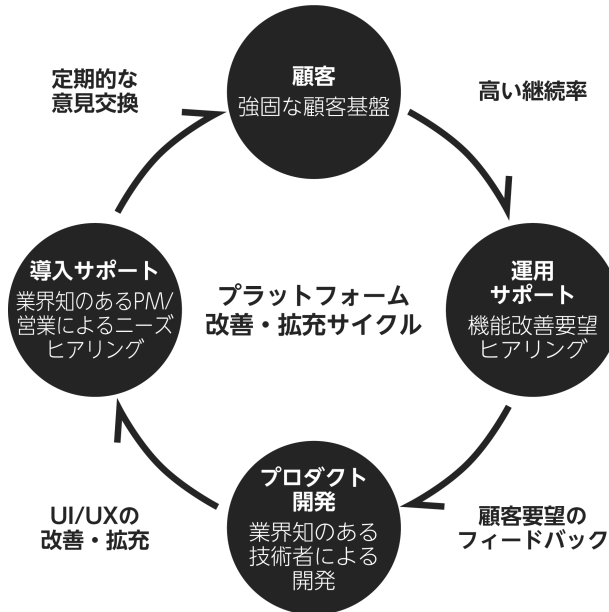 顧客
強固な顧客基盤
高い継続率
運用
サポート
機能改善要望
ヒアリング
顧客要望の
フィードバック
プロダクト
開発
業界知のある
技術者による
開発
UI/UXの
改善・拡充
導入サポート
業界知のあるPM/
営業によるニーズ
ヒアリング
定期的な
意見交換
プラットフォーム
改善・拡充サイクル